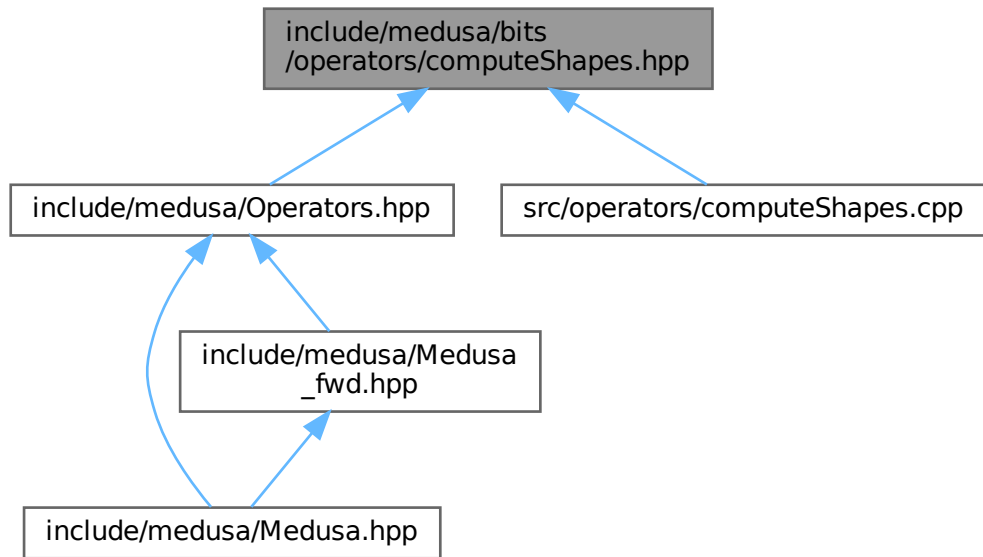 include/medusa/bits
/operators/computeShapes.hpp
include/medusa/Operators.hpp
src/operators/computeShapes.cpp
include/medusa/Medusa
_fwd.hpp
include/medusa/Medusa.hpp